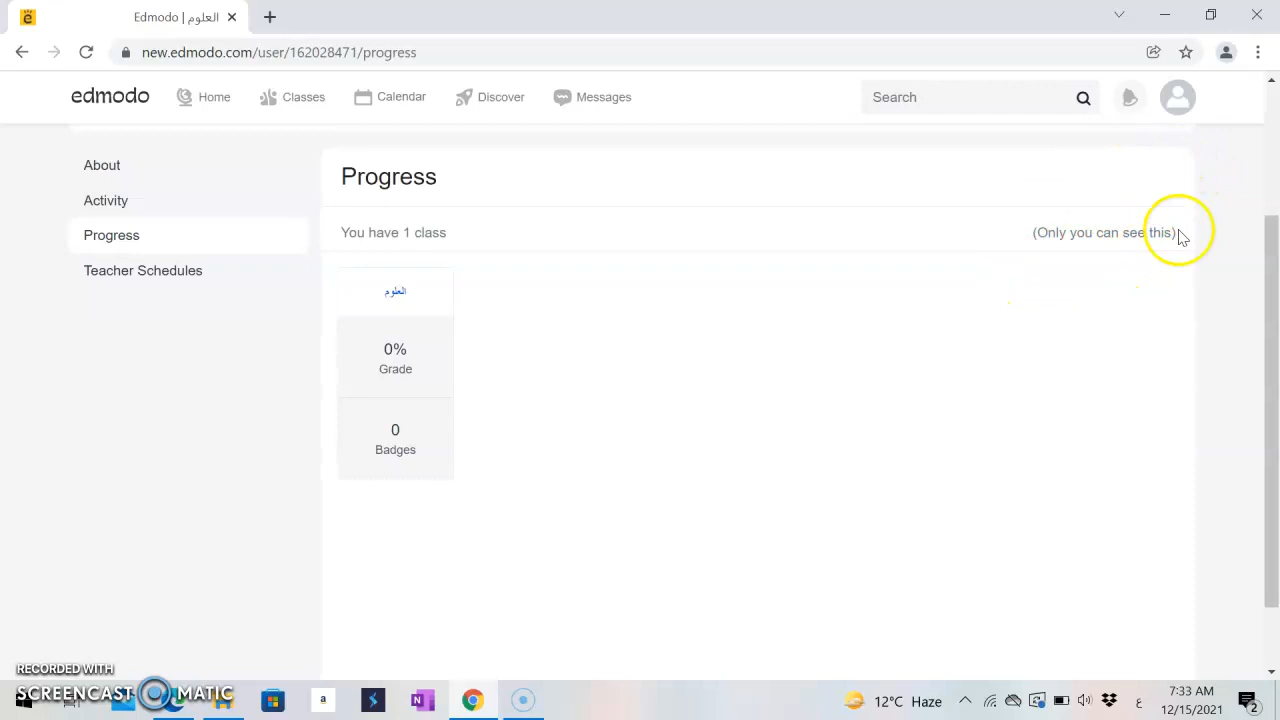 Edmodo | العلوم
new.edmodo.com/user/162028471/progress
edmodo
Home
Classes
Calendar
Discover
Messages
Search
About
Activity
Progress
Teacher Schedules
Progress
You have 1 class
(Only you can see this)
العلوم
0%
Grade
0
Badges
RECORDED WITH
SCREENCAST MATIC
12°C Haze
ع
7:33 AM
12/15/2021
2